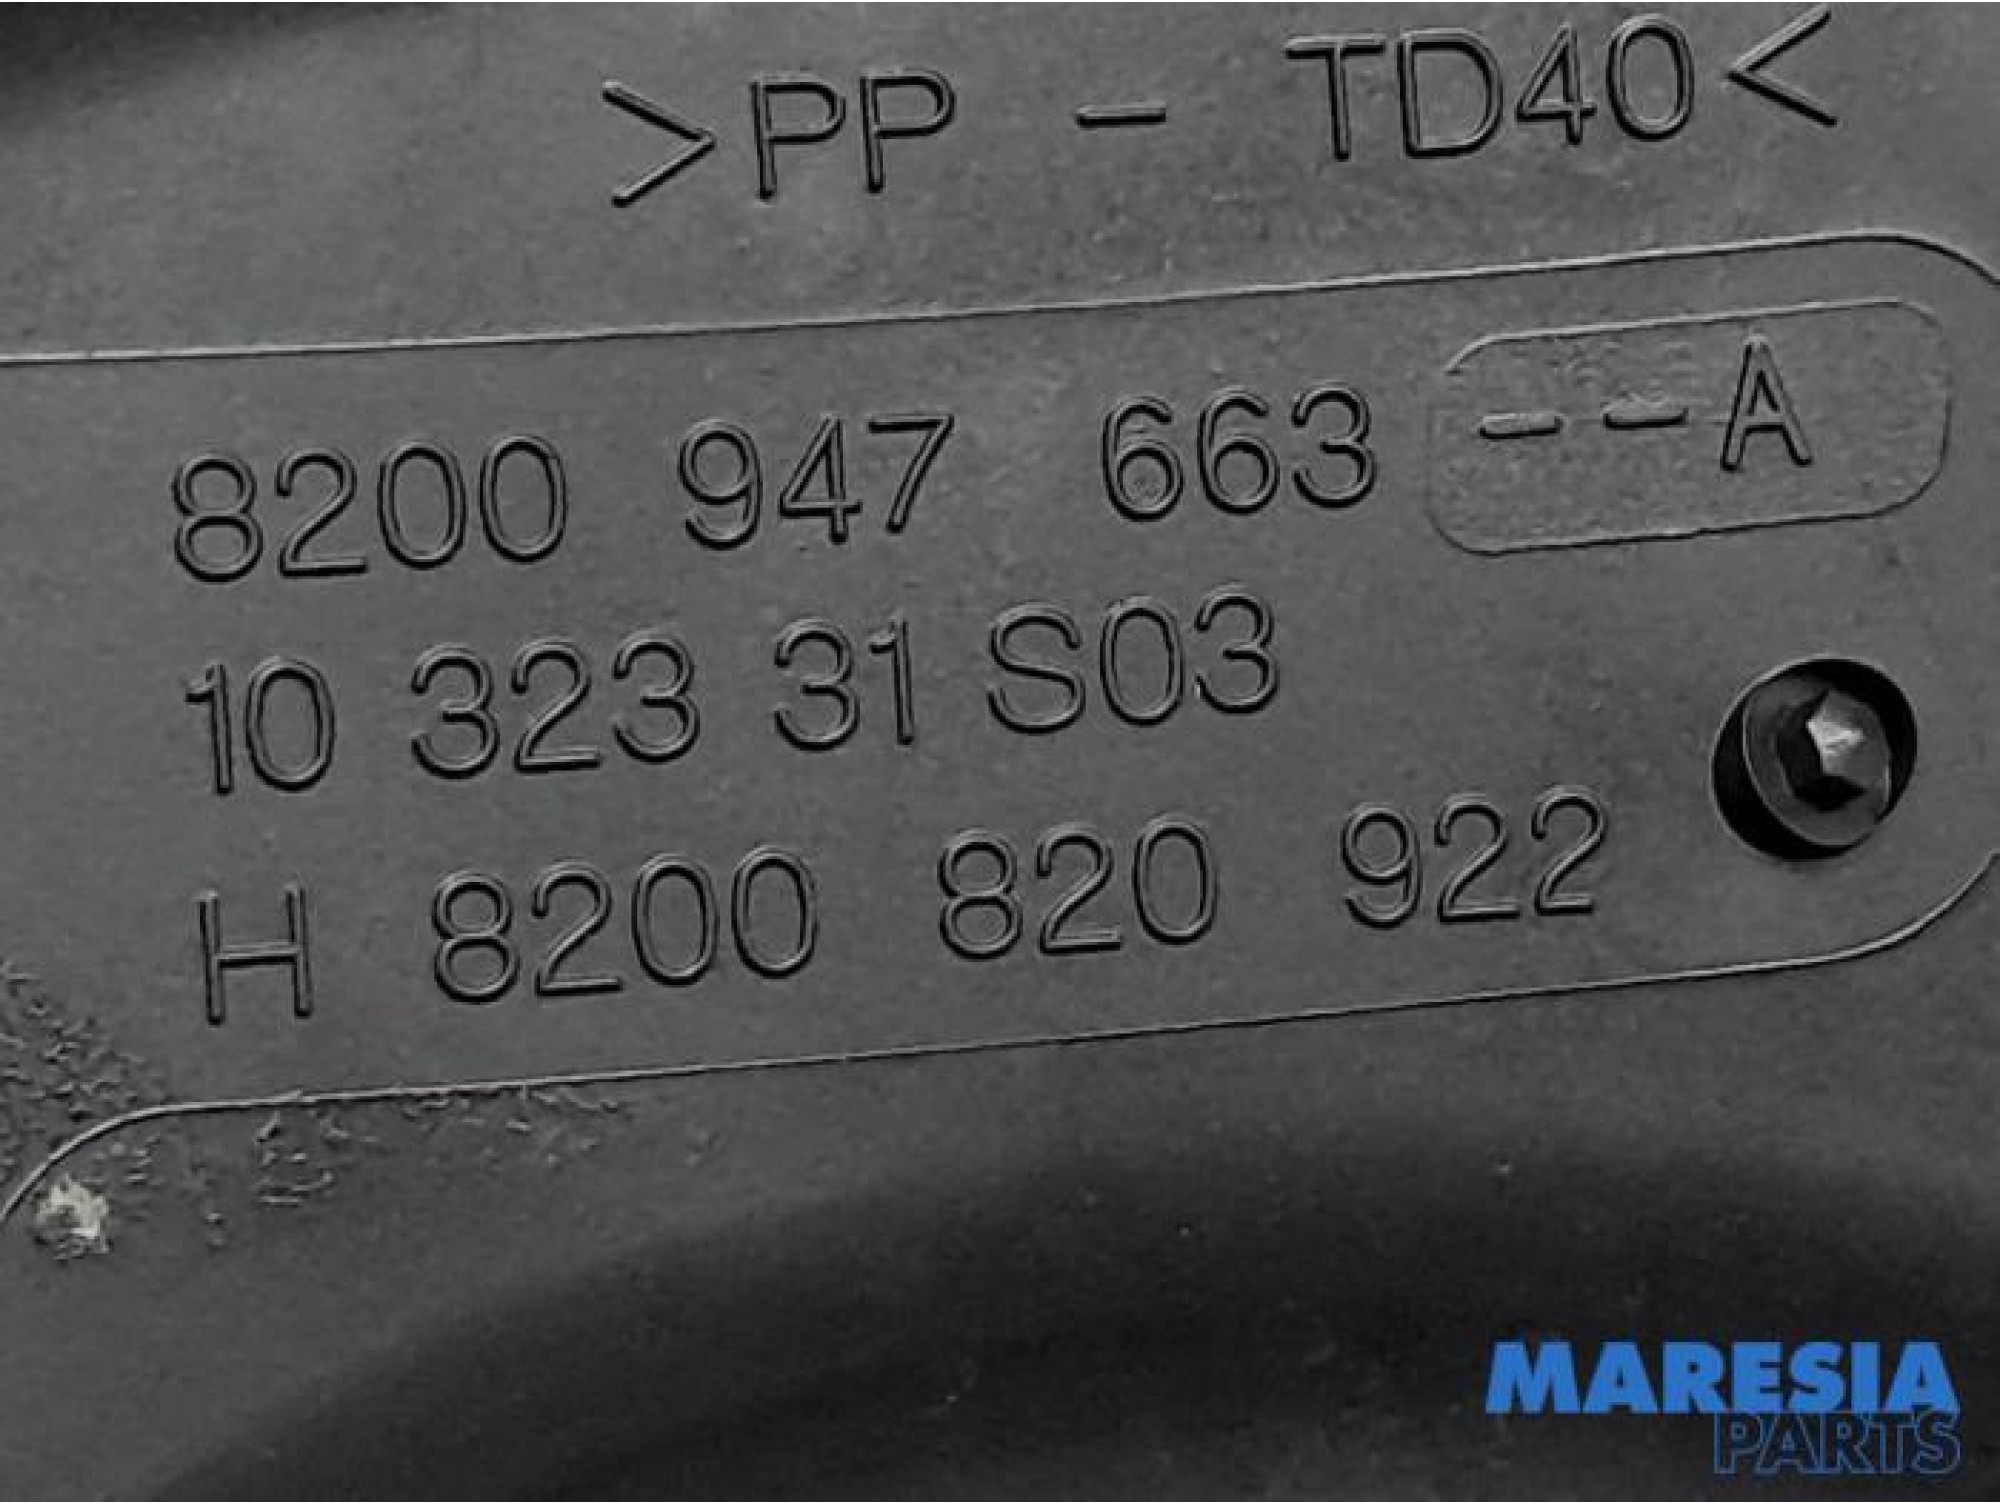 >PP - TD40<
8200 947 663 --A
10 323 31 S03
H 8200 820 922
MARESIA
PARTS